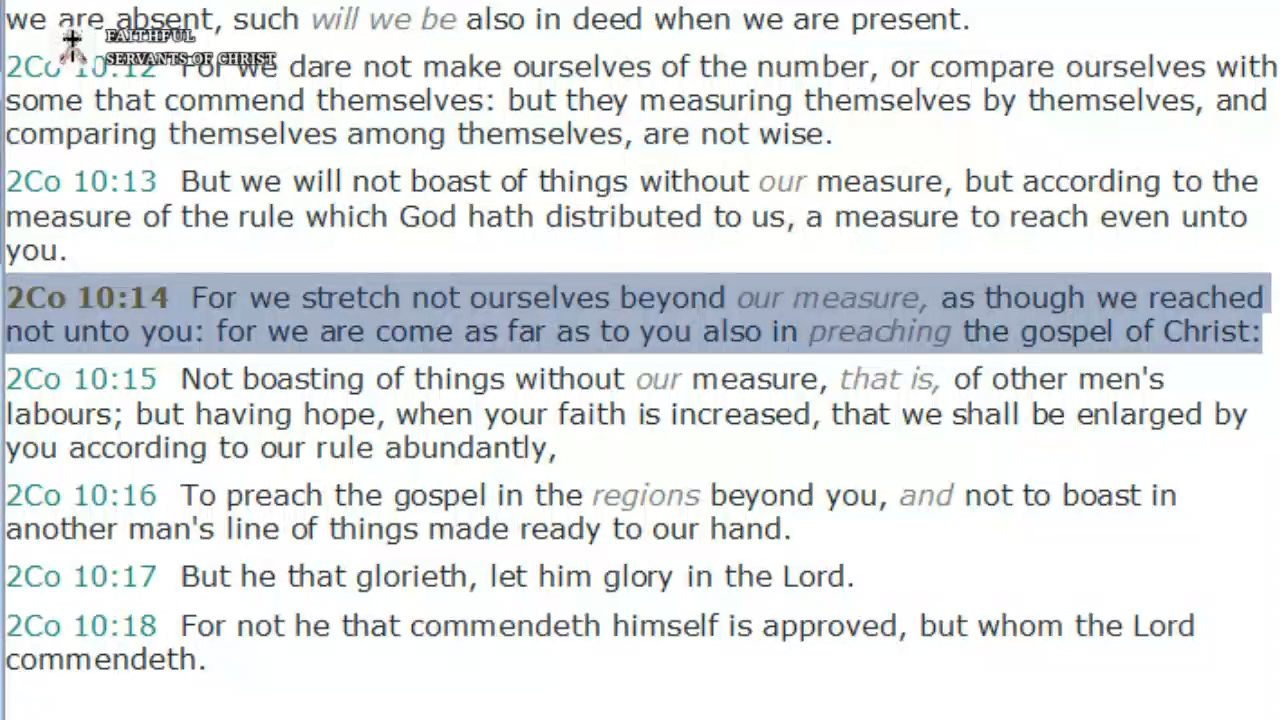 we are absent, such will we be also in deed when we are present.
FAITHFUL
SERVANTS OF CHRIST
2Co 10:12 For we dare not make ourselves of the number, or compare ourselves with
some that commend themselves: but they measuring themselves by themselves, and
comparing themselves among themselves, are not wise.
2Co 10:13 But we will not boast of things without our measure, but according to the
measure of the rule which God hath distributed to us, a measure to reach even unto
you.
2Co 10:14 For we stretch not ourselves beyond our measure, as though we reached
not unto you: for we are come as far as to you also in preaching the gospel of Christ:
2Co 10:15 Not boasting of things without our measure, that is, of other men's
labours; but having hope, when your faith is increased, that we shall be enlarged by
you according to our rule abundantly,
2Co 10:16 To preach the gospel in the regions beyond you, and not to boast in
another man's line of things made ready to our hand.
2Co 10:17 But he that glorieth, let him glory in the Lord.
2Co 10:18 For not he that commendeth himself is approved, but whom the Lord
commendeth.